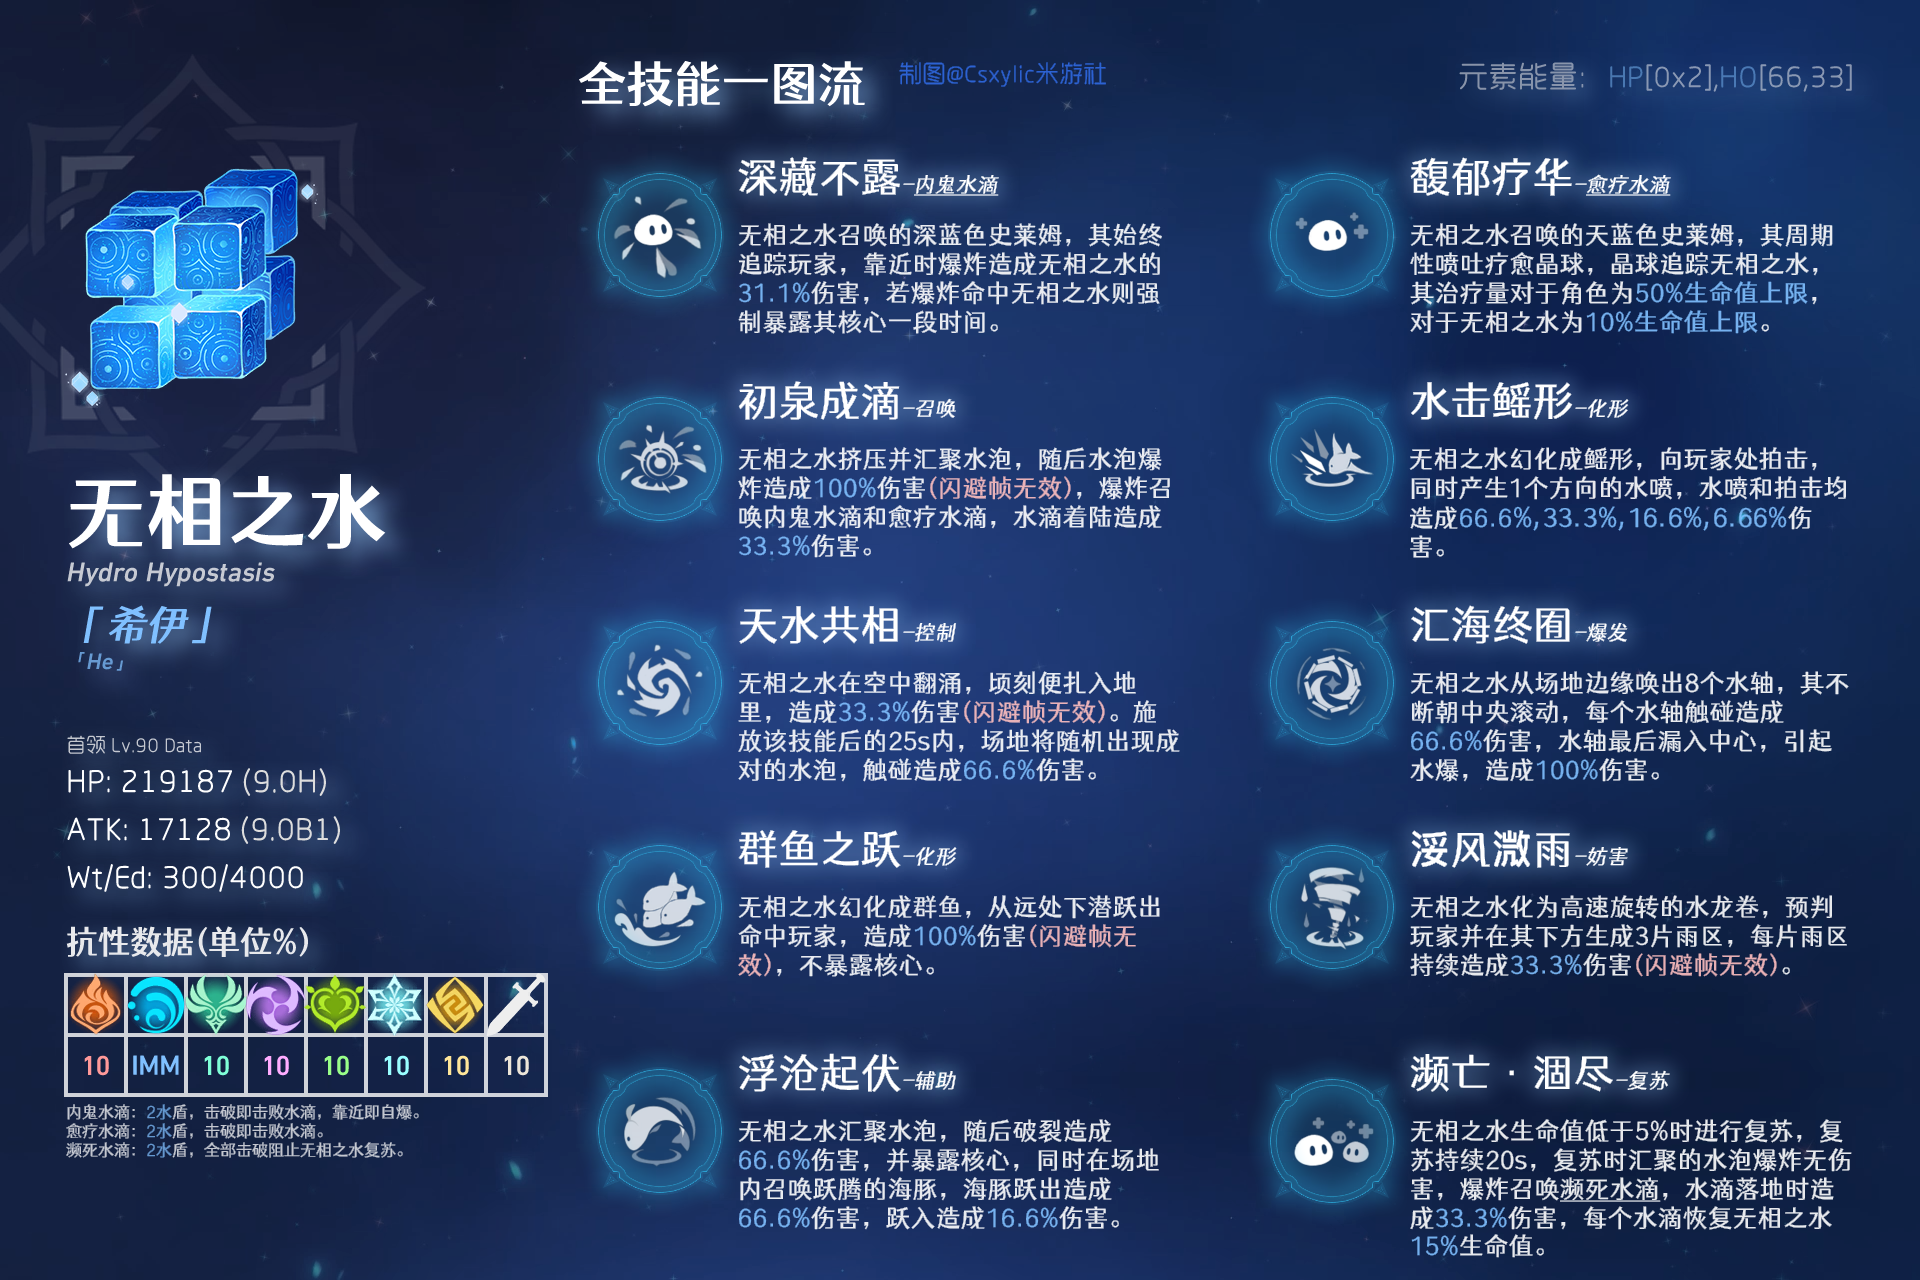 全技能一图流
制图@Csxylic米游社
元素能量： HP[0x2],HO[66,33]
无相之水
Hydro Hypostasis
「希伊」
「He」
首领 Lv.90 Data
HP: 219187 (9.0H)
ATK: 17128 (9.0B1)
Wt/Ed: 300/4000
抗性数据(单位%)
10 IMM 10 10 10 10 10 10
内鬼水滴：2水盾，击破即击败水滴，靠近即自爆。
愈疗水滴：2水盾，击破即击败水滴。
濒死水滴：2水盾，全部击破阻止无相之水复苏。
深藏不露-内鬼水滴
无相之水召唤的深蓝色史莱姆，其始终
追踪玩家，靠近时爆炸造成无相之水的
31.1%伤害，若爆炸命中无相之水则强
制暴露其核心一段时间。
馥郁疗华-愈疗水滴
无相之水召唤的天蓝色史莱姆，其周期
性喷吐疗愈晶球，晶球追踪无相之水，
其治疗量对于角色为50%生命值上限，
对于无相之水为10%生命值上限。
初泉成滴-召唤
无相之水挤压并汇聚水泡，随后水泡爆
炸造成100%伤害(闪避帧无效)，爆炸召
唤内鬼水滴和愈疗水滴，水滴着陆造成
33.3%伤害。
水击鳐形-化形
无相之水幻化成鳐形，向玩家处拍击，
同时产生1个方向的水喷，水喷和拍击均
造成66.6%,33.3%,16.6%,6.66%伤
害。
天水共相-控制
无相之水在空中翻涌，顷刻便扎入地
里，造成33.3%伤害(闪避帧无效)。施
放该技能后的25s内，场地将随机出现成
对的水泡，触碰造成66.6%伤害。
汇海终囿-爆发
无相之水从场地边缘唤出8个水轴，其不
断朝中央滚动，每个水轴触碰造成
66.6%伤害，水轴最后漏入中心，引起
水爆，造成100%伤害。
群鱼之跃-化形
无相之水幻化成群鱼，从远处下潜跃出
命中玩家，造成100%伤害(闪避帧无
效)，不暴露核心。
浽风溦雨-妨害
无相之水化为高速旋转的水龙卷，预判
玩家并在其下方生成3片雨区，每片雨区
持续造成33.3%伤害(闪避帧无效)。
浮沧起伏-辅助
无相之水汇聚水泡，随后破裂造成
66.6%伤害，并暴露核心，同时在场地
内召唤跃腾的海豚，海豚跃出造成
66.6%伤害，跃入造成16.6%伤害。
濒亡·涸尽-复苏
无相之水生命值低于5%时进行复苏，复
苏持续20s，复苏时汇聚的水泡爆炸无伤
害，爆炸召唤濒死水滴，水滴落地时造
成33.3%伤害，每个水滴恢复无相之水
15%生命值。